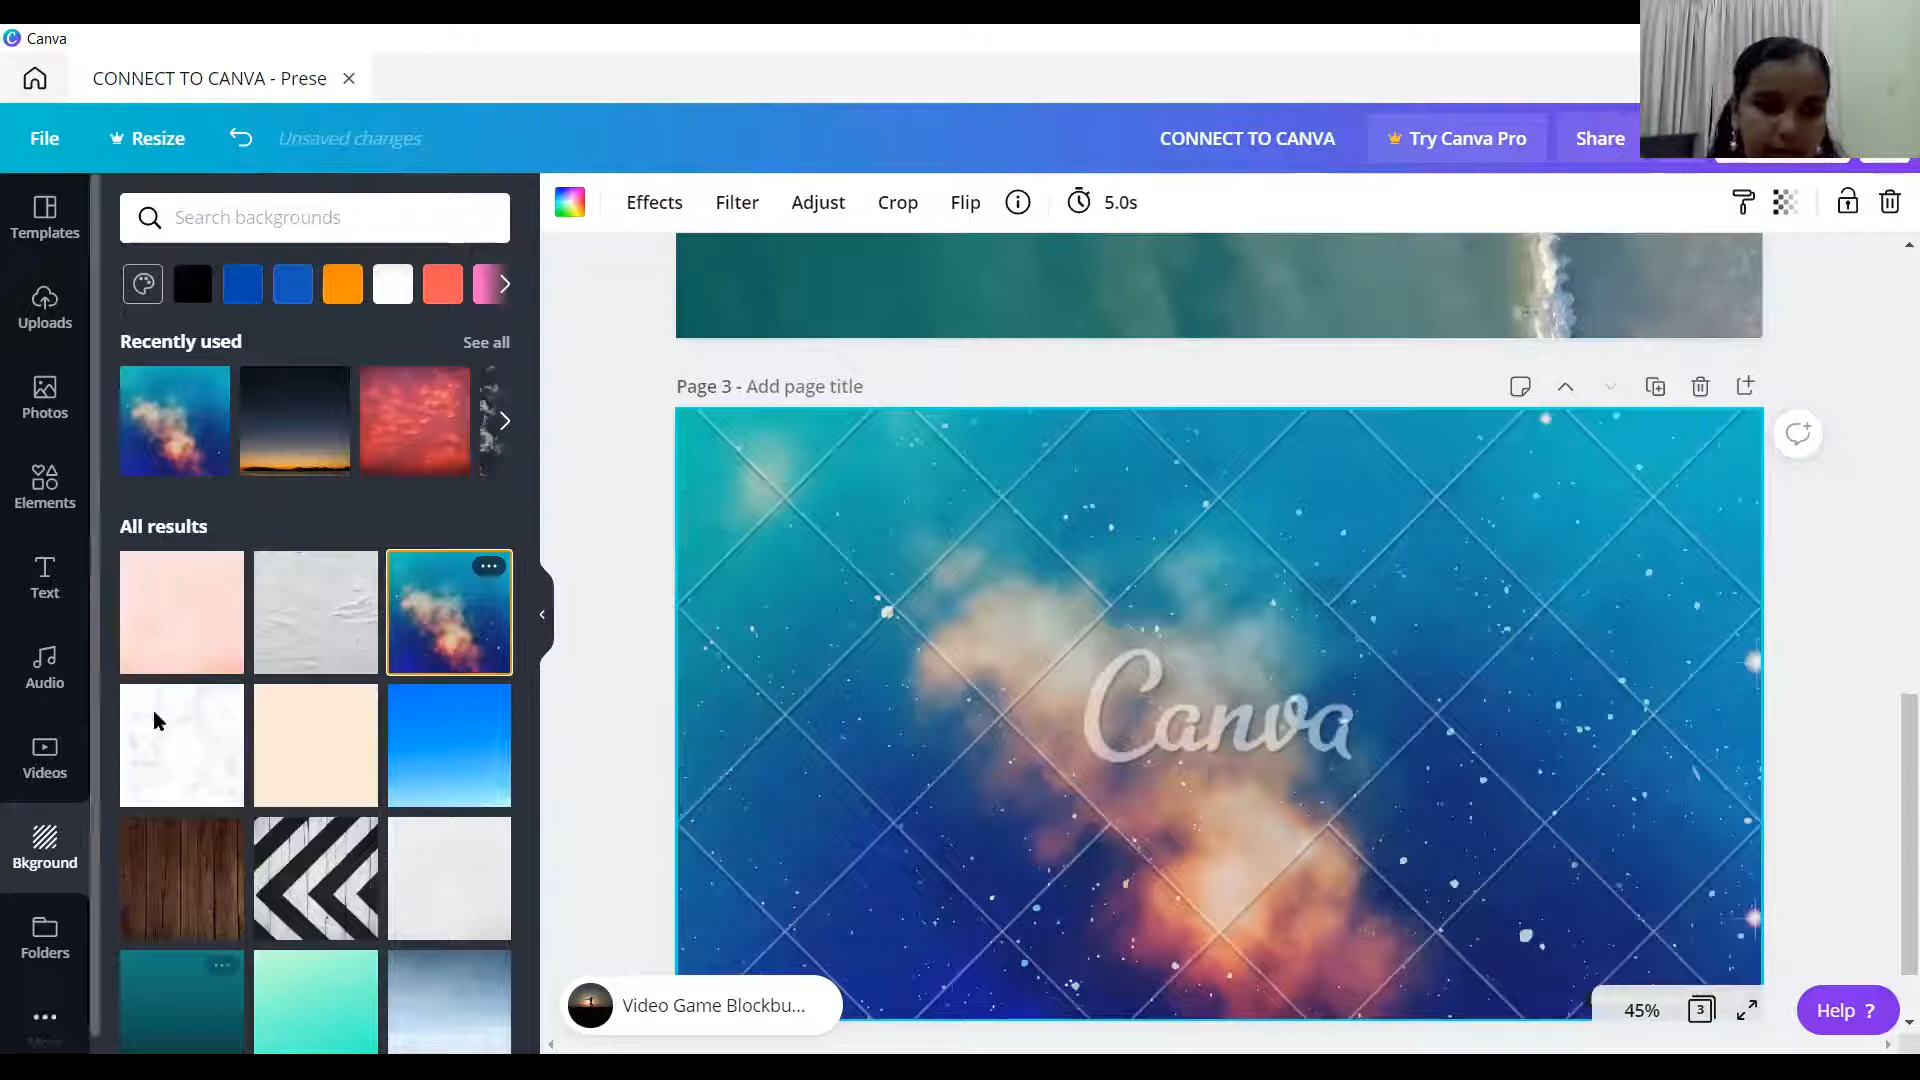 Canva
CONNECT TO CANVA - Prese
File
Resize
Unsaved changes
CONNECT TO CANVA
Try Canva Pro
Share
Templates
Uploads
Photos
Elements
Text
Audio
Videos
Bkground
Folders
Search backgrounds
Recently used
See all
All results
Effects
Filter
Adjust
Crop
Flip
5.0s
Page 3 - Add page title
Canva
Video Game Blockbu...
45%
3
Help ?